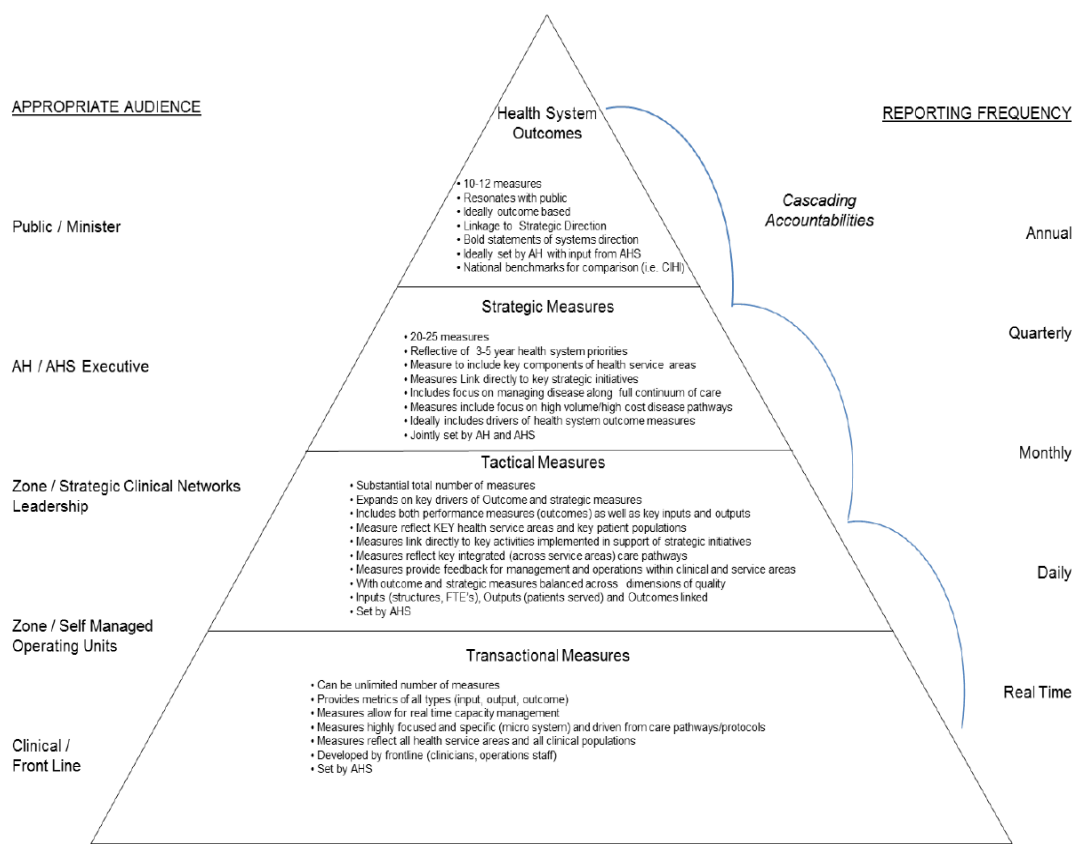 APPROPRIATE AUDIENCE
Public / Minister
AH / AHS Executive
Zone / Strategic Clinical Networks
Leadership
Zone / Self Managed
Operating Units
Clinical /
Front Line
Health System
Outcomes
• 10-12 measures
• Resonates with public
• Ideally outcome based
• Linkage to Strategic Direction
• Bold statements of systems direction
• Ideally set by AH with input from AHS
• National benchmarks for comparison (i.e. CIHI)
Strategic Measures
• 20-25 measures
• Reflective of 3-5 year health system priorities
• Measure to include key components of health service areas
• Measures Link directly to key strategic initiatives
• Includes focus on managing disease along full continuum of care
• Measures include focus on high volume/high cost disease pathways
• Ideally includes drivers of health system outcome measures
• Jointly set by AH and AHS
Tactical Measures
• Substantial total number of measures
• Expands on key drivers of Outcome and strategic measures
• Includes both performance measures (outcomes) as well as key inputs and outputs
• Measure reflect KEY health service areas and key patient populations
• Measures link directly to key activities implemented in support of strategic initiatives
• Measures reflect key integrated (across service areas) care pathways
• Measures provide feedback for management and operations within clinical and service areas
• With outcome and strategic measures balanced across dimensions of quality
• Inputs (structures, FTE's), Outputs (patients served) and Outcomes linked
• Set by AHS
Transactional Measures
• Can be unlimited number of measures
• Provides metrics of all types (input, output, outcome)
• Measures allow for real time capacity management
• Measures highly focused and specific (micro system) and driven from care pathways/protocols
• Measures reflect all health service areas and all clinical populations
• Developed by frontline (clinicians, operations staff)
• Set by AHS
Cascading
Accountabilities
REPORTING FREQUENCY
Annual
Quarterly
Monthly
Daily
Real Time